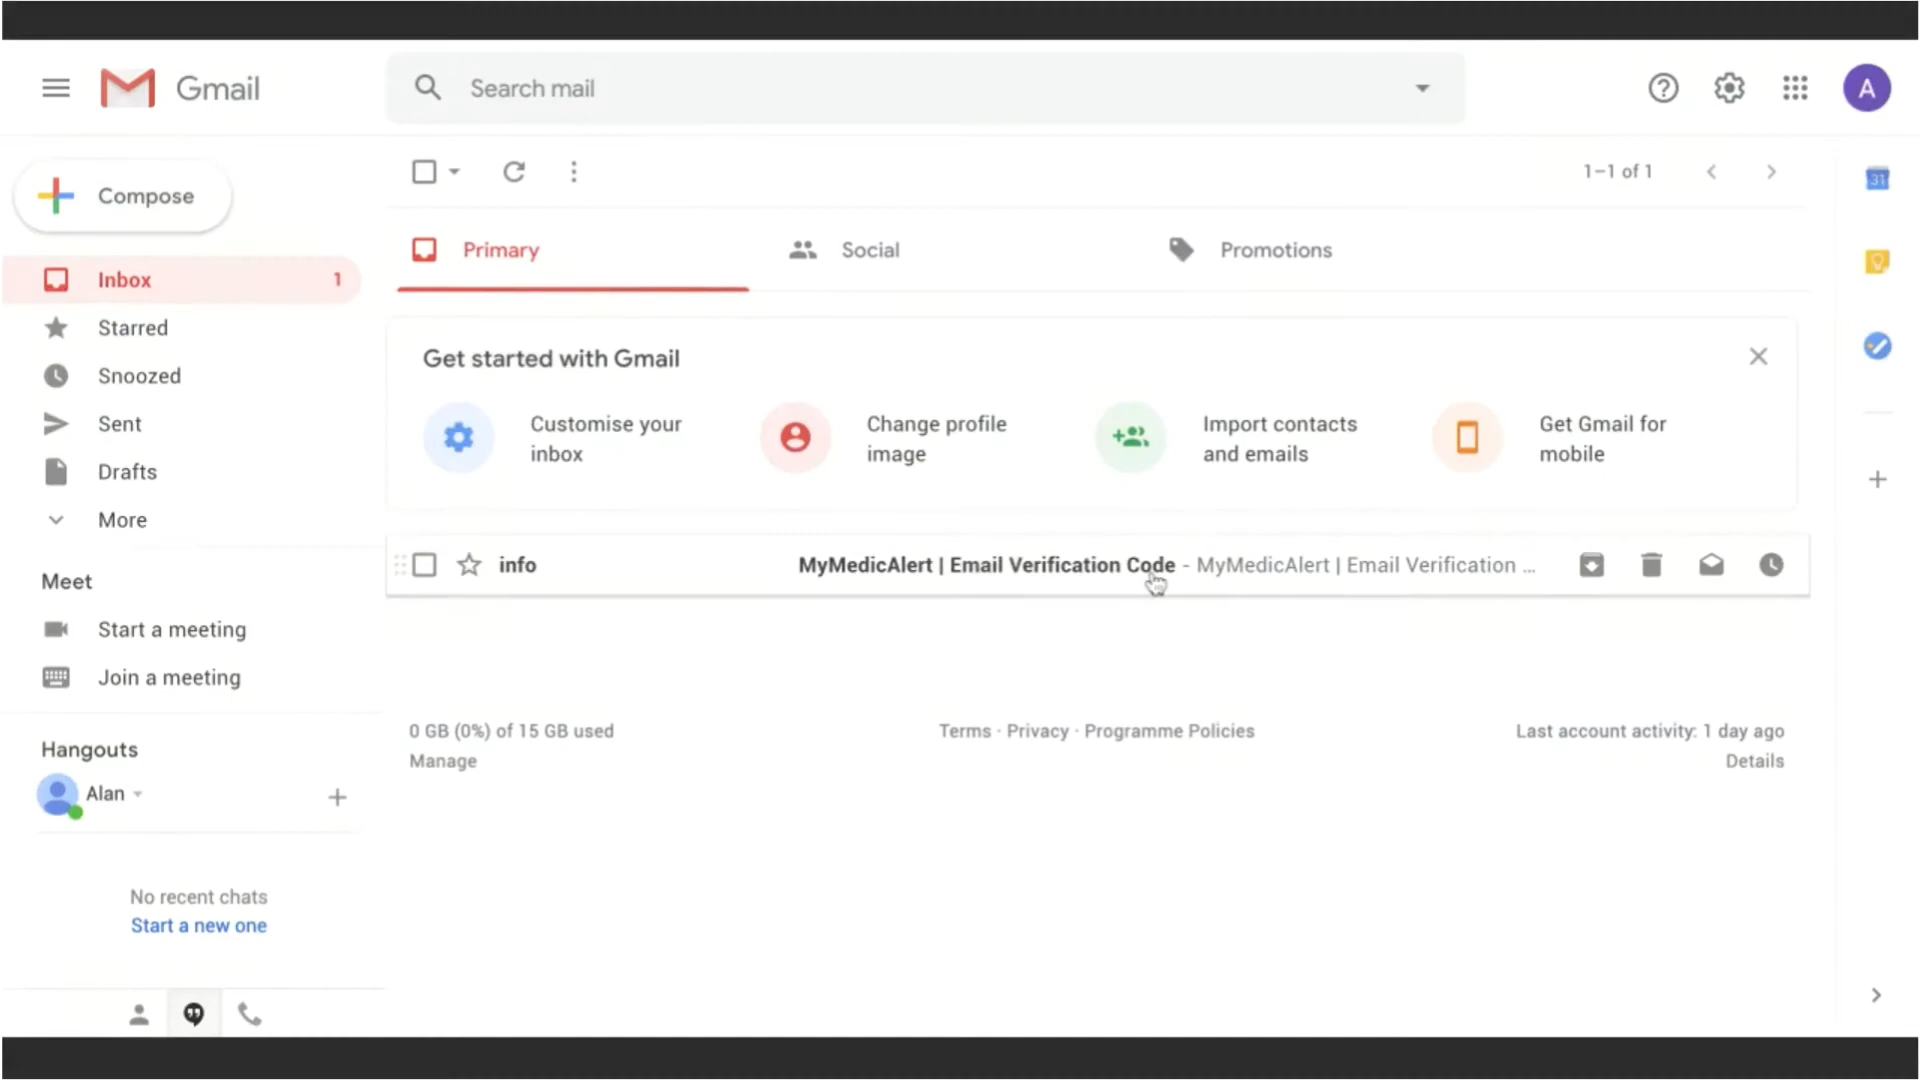 Gmail
Search mail
A
Compose
1–1 of 1
31
Primary
Social
Promotions
Inbox 1
Starred
Snoozed
Sent
Drafts
More
Get started with Gmail
Customise your
inbox
Change profile
image
Import contacts
and emails
Get Gmail for
mobile
info MyMedicAlert | Email Verification Code - MyMedicAlert | Email Verification ...
Meet
Start a meeting
Join a meeting
0 GB (0%) of 15 GB used
Manage
Terms · Privacy · Programme Policies
Last account activity: 1 day ago
Details
Hangouts
Alan
No recent chats
Start a new one